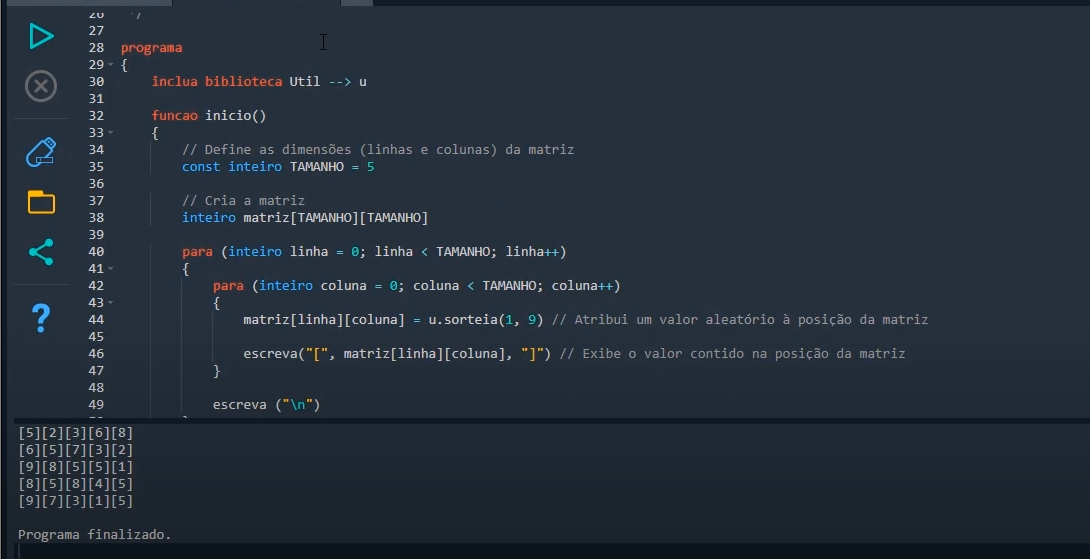 26 */
27
28 programa
29 {
30 inclua biblioteca Util --> u
31
32 funcao inicio()
33 {
34 // Define as dimensões (linhas e colunas) da matriz
35 const inteiro TAMANHO = 5
36
37 // Cria a matriz
38 inteiro matriz[TAMANHO][TAMANHO]
39
40 para (inteiro linha = 0; linha < TAMANHO; linha++)
41 {
42 para (inteiro coluna = 0; coluna < TAMANHO; coluna++)
43 {
44 matriz[linha][coluna] = u.sorteia(1, 9) // Atribui um valor aleatório à posição da matriz
45
46 escreva("[", matriz[linha][coluna], "]") // Exibe o valor contido na posição da matriz
47 }
48
49 escreva ("\n")
[5][2][3][6][8]
[6][5][7][3][2]
[9][8][5][5][1]
[8][5][8][4][5]
[9][7][3][1][5]
Programa finalizado.